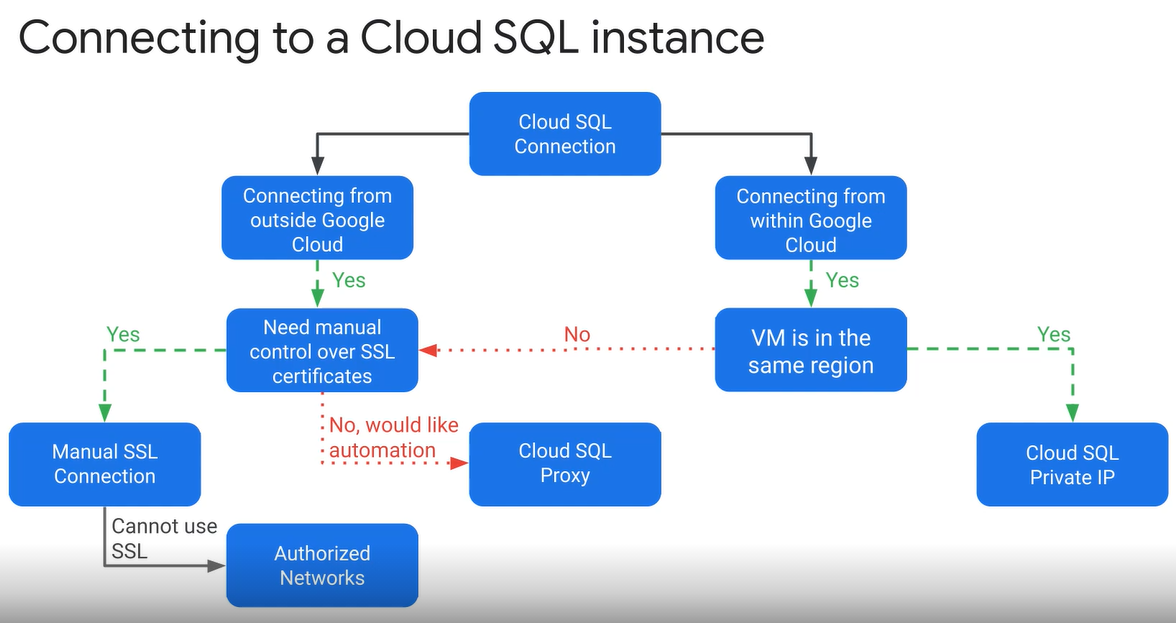 Connecting to a Cloud SQL instance
Cloud SQL
Connection
Connecting from
outside Google
Cloud
Connecting from
within Google
Cloud
Yes
Yes
Need manual
control over SSL
certificates
No
VM is in the
same region
Yes
Yes
No, would like
automation
Manual SSL
Connection
Cloud SQL
Proxy
Cloud SQL
Private IP
Cannot use
SSL
Authorized
Networks